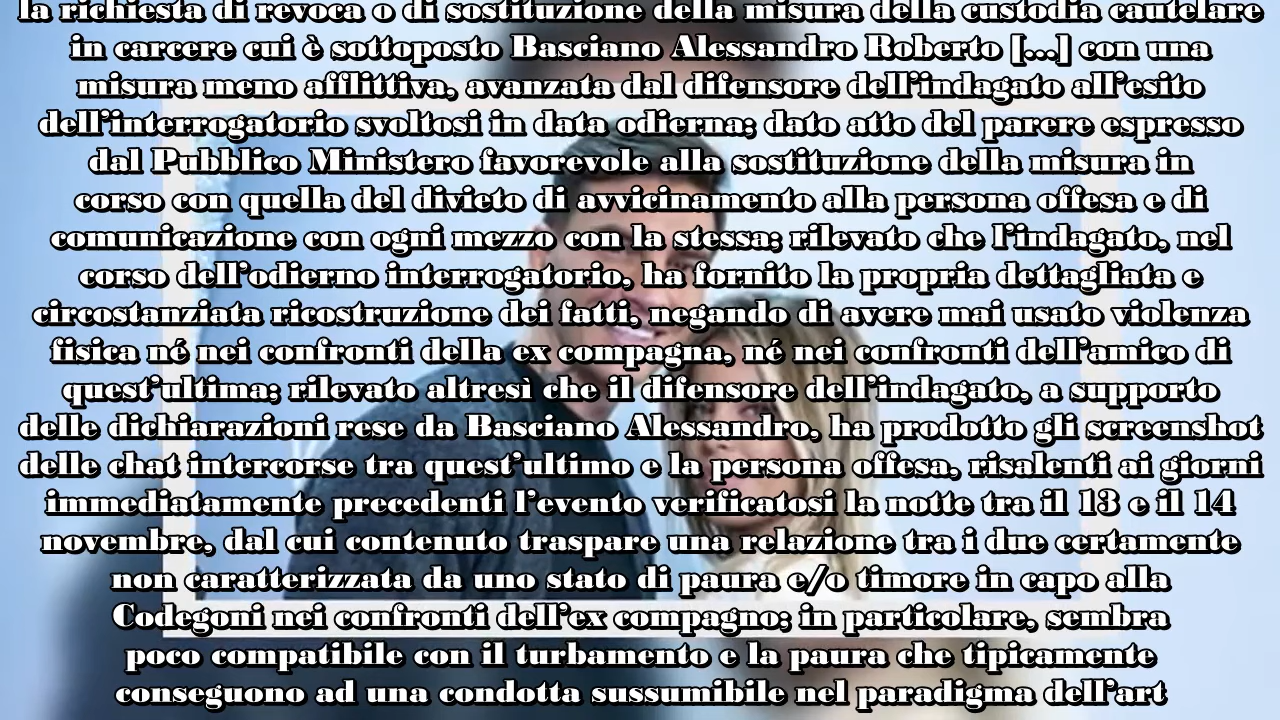 la richiesta di revoca o di sostituzione della misura della custodia cautelare
in carcere cui è sottoposto Basciano Alessandro Roberto [...] con una
misura meno afflittiva, avanzata dal difensore dell'indagato all'esito
dell'interrogatorio svoltosi in data odierna; dato atto del parere espresso
dal Pubblico Ministero favorevole alla sostituzione della misura in
corso con quella del divieto di avvicinamento alla persona offesa e di
comunicazione con ogni mezzo con la stessa; rilevato che l'indagato, nel
corso dell'odierno interrogatorio, ha fornito la propria dettagliata e
circostanziata ricostruzione dei fatti, negando di avere mai usato violenza
fisica né nei confronti della ex compagna, né nei confronti dell'amico di
quest'ultima; rilevato altresì che il difensore dell'indagato, a supporto
delle dichiarazioni rese da Basciano Alessandro, ha prodotto gli screenshot
delle chat intercorse tra quest'ultimo e la persona offesa, risalenti ai giorni
immediatamente precedenti l'evento verificatosi la notte tra il 13 e il 14
novembre, dal cui contenuto traspare una relazione tra i due certamente
non caratterizzata da uno stato di paura e/o timore in capo alla
Codegoni nei confronti dell'ex compagno; in particolare, sembra
poco compatibile con il turbamento e la paura che tipicamente
conseguono ad una condotta sussumibile nel paradigma dell'art